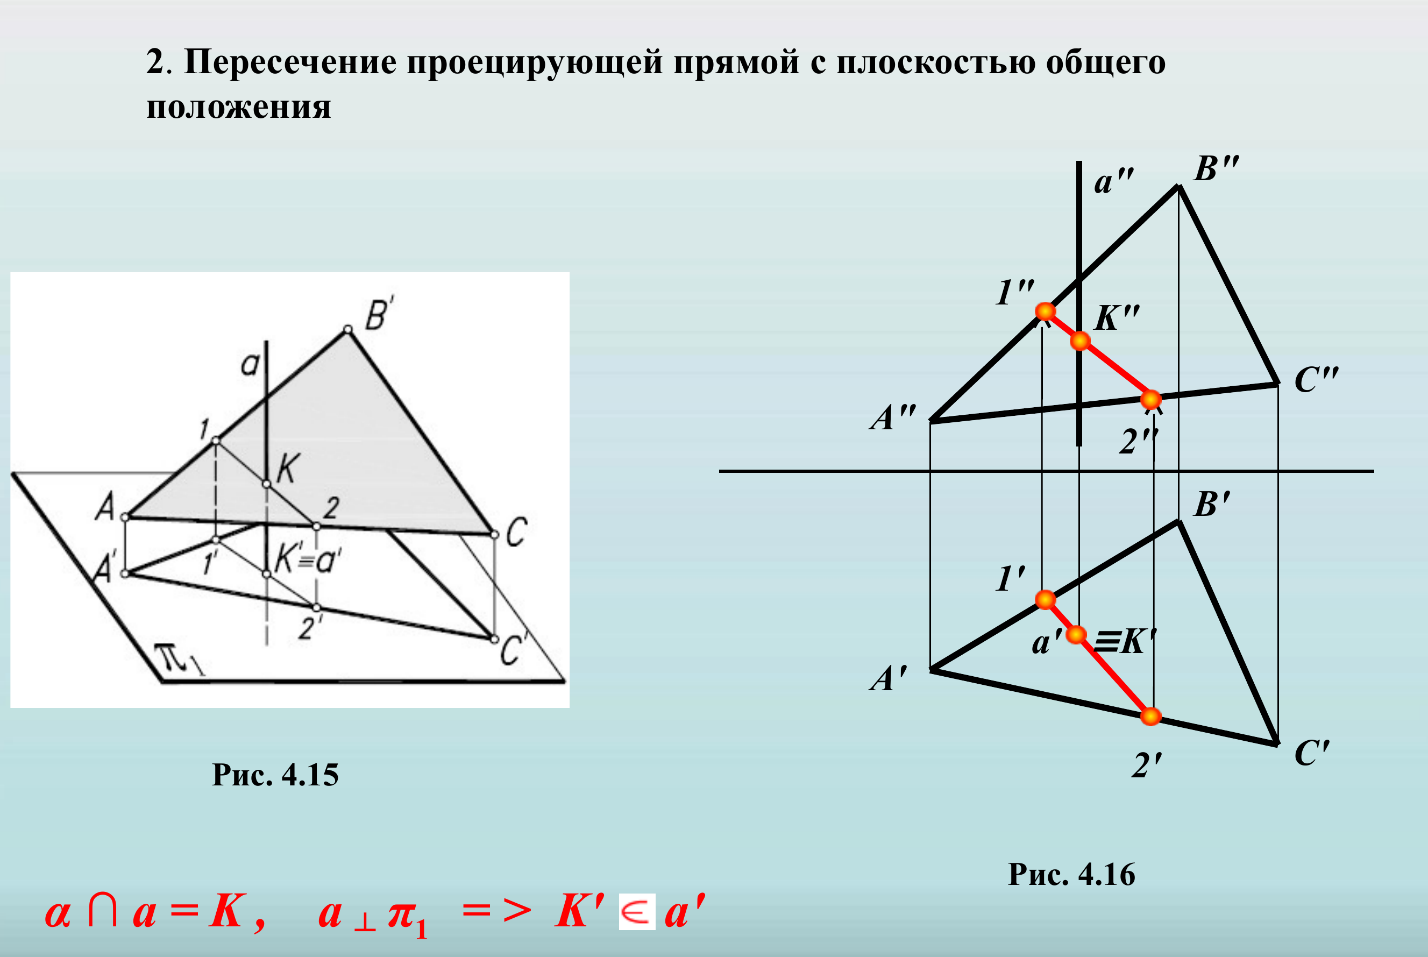 2. Пересечение проецирующей прямой с плоскостью общего
положения
B'
a
1
K
A
2
C
A'
1'
K'≡a'
2'
C'
π1
Рис. 4.15
a"
B"
1"
K"
C"
A"
2"
B'
1'
a' ≡K'
A'
2'
C'
Рис. 4.16
α ∩ a = K , a ⊥ π1 = > K' ∈ a'